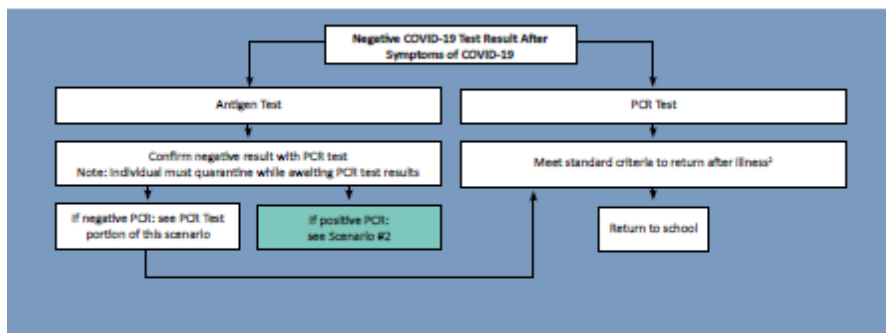 Negative COVID-19 Test Result After
Symptoms of COVID-19
Antigen Test
PCR Test
Confirm negative result with PCR test
Note: Individual must quarantine while awaiting PCR test results
Meet standard criteria to return after illness²
If negative PCR: see PCR Test
portion of this scenario
If positive PCR:
see Scenario #2
Return to school